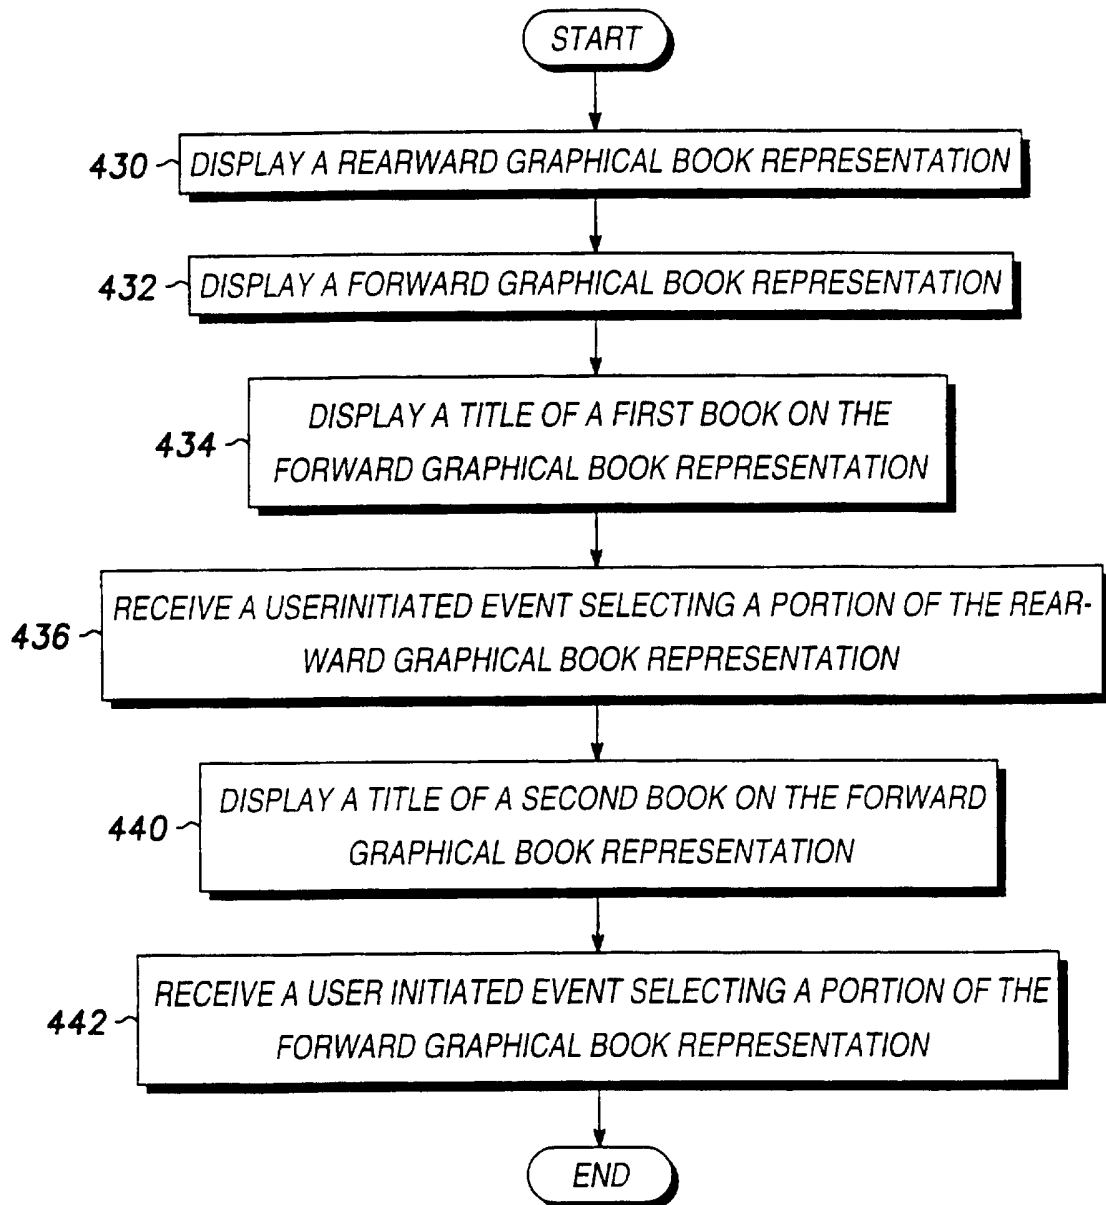 START
430 DISPLAY A REARWARD GRAPHICAL BOOK REPRESENTATION
432 DISPLAY A FORWARD GRAPHICAL BOOK REPRESENTATION
434 DISPLAY A TITLE OF A FIRST BOOK ON THE
FORWARD GRAPHICAL BOOK REPRESENTATION
436 RECEIVE A USERINITIATED EVENT SELECTING A PORTION OF THE REAR-
WARD GRAPHICAL BOOK REPRESENTATION
440 DISPLAY A TITLE OF A SECOND BOOK ON THE FORWARD
GRAPHICAL BOOK REPRESENTATION
442 RECEIVE A USER INITIATED EVENT SELECTING A PORTION OF THE
FORWARD GRAPHICAL BOOK REPRESENTATION
END